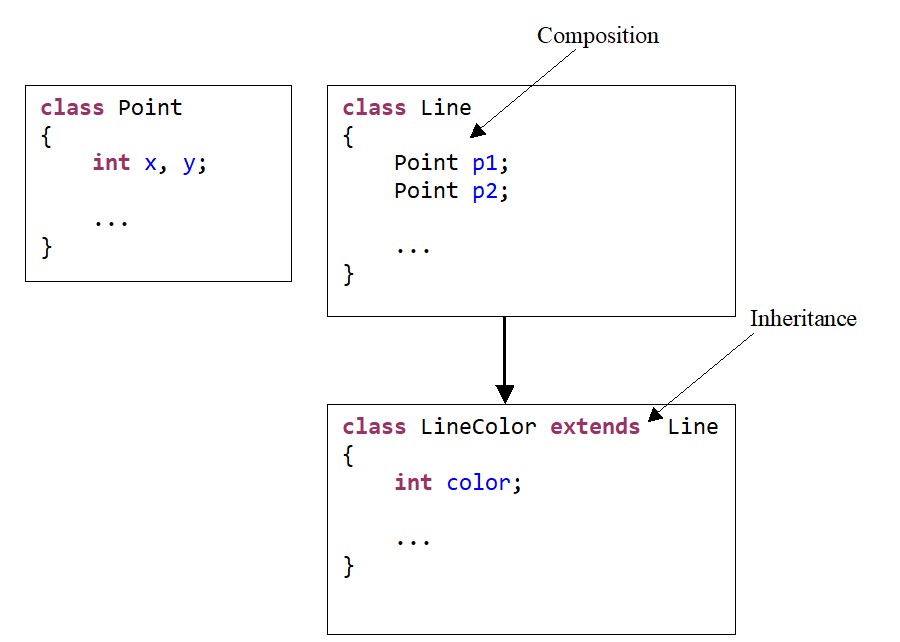 Composition
class Point
{
int x, y;
...
}
class Line
{
Point p1;
Point p2;
...
}
Inheritance
class LineColor extends Line
{
int color;
...
}